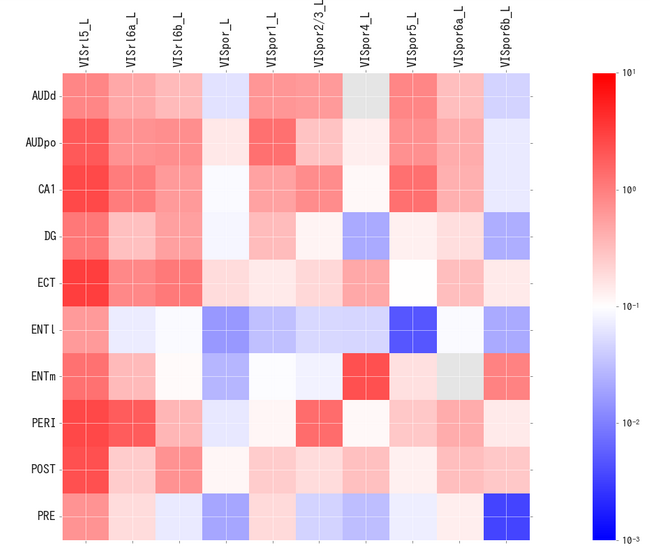 VISrl5_L
VISrl6a_L
VISrl6b_L
VISpor_L
VISpor1_L
VISpor2/3_L
VISpor4_L
VISpor5_L
VISpor6a_L
VISpor6b_L
AUDd
AUDpo
CA1
DG
ECT
ENTl
ENTm
PERI
POST
PRE
10¹
10⁰
10⁻¹
10⁻²
10⁻³